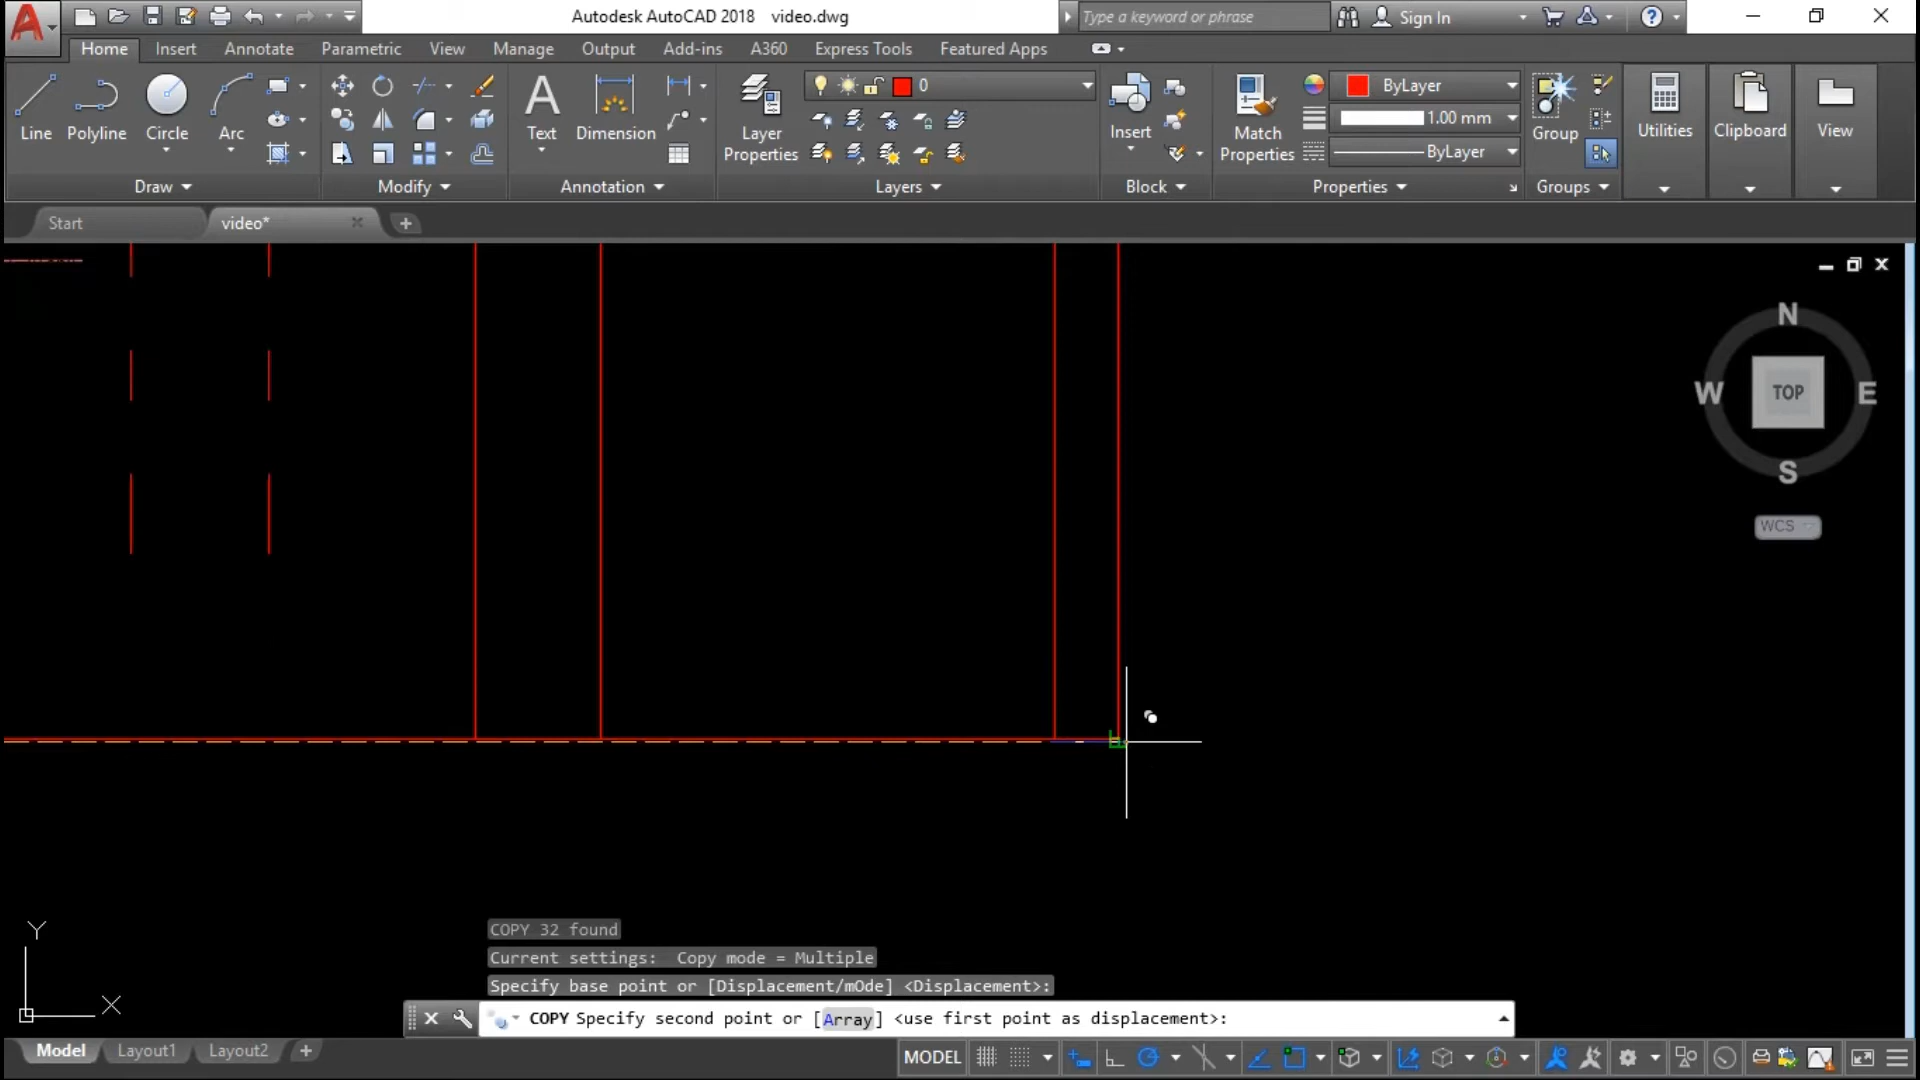 Autodesk AutoCAD 2018 video.dwg
Type a keyword or phrase
Sign In
Home Insert Annotate Parametric View Manage Output Add-ins A360 Express Tools Featured Apps
0
ByLayer
1.00 mm
ByLayer
Line Polyline Circle Arc
Text Dimension
Layer Properties
Insert
Match Properties
Group
Utilities Clipboard View
Draw Modify Annotation Layers Block Properties Groups
Start video*
N
W TOP E
S
WCS
Y
X
COPY 32 found
Current settings: Copy mode = Multiple
Specify base point or [Displacement/mOde] <Displacement>:
COPY Specify second point or [Array] <use first point as displacement>:
Model Layout1 Layout2
MODEL